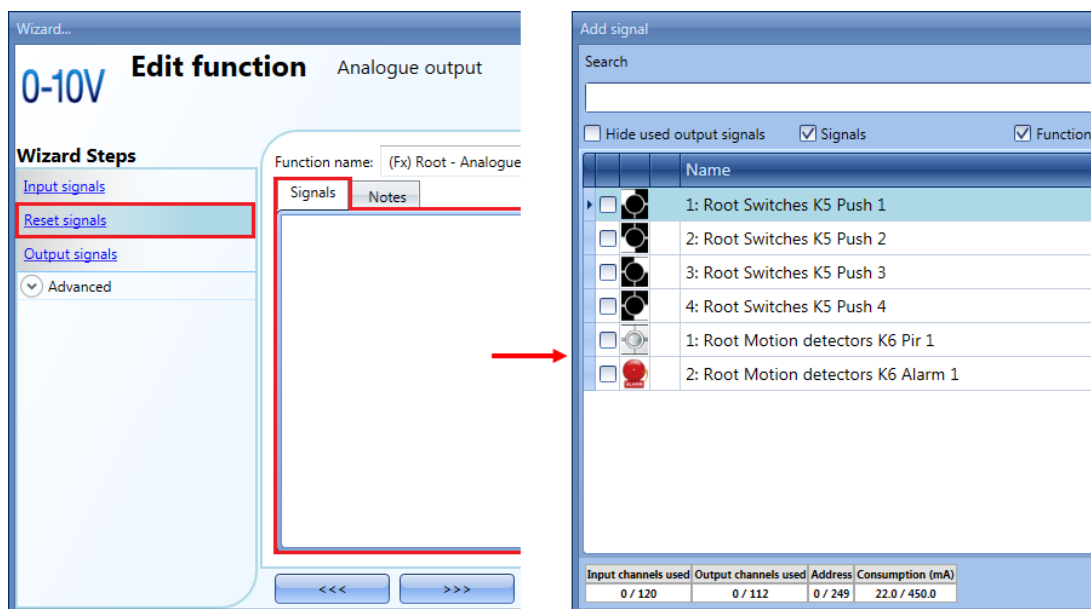 Wizard...
0-10V
Edit function
Analogue output
Wizard Steps
Input signals
Reset signals
Output signals
Advanced
Function name:
(Fx) Root - Analogue
Signals
Notes
<<<
>>>
Add signal
Search
Hide used output signals
Signals
Function
Name
1: Root Switches K5 Push 1
2: Root Switches K5 Push 2
3: Root Switches K5 Push 3
4: Root Switches K5 Push 4
1: Root Motion detectors K6 Pir 1
ALARM
2: Root Motion detectors K6 Alarm 1
Input channels used Output channels used Address Consumption (mA)
0 / 120 0 / 112 0 / 249 22.0 / 450.0